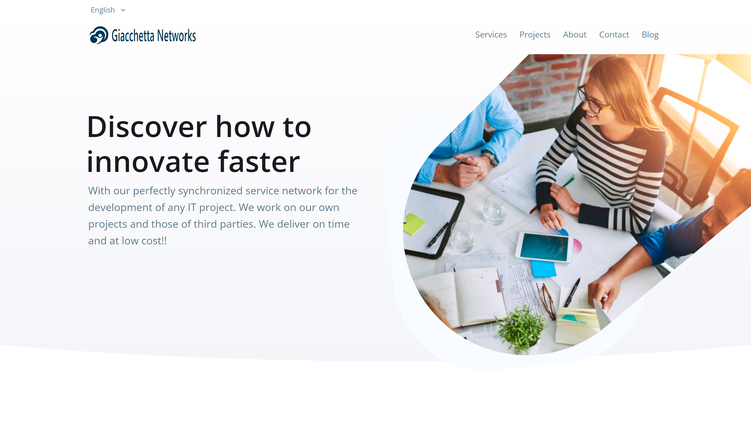 English
Giacchetta Networks
Services Projects About Contact Blog
Discover how to
innovate faster
With our perfectly synchronized service network for the
development of any IT project. We work on our own
projects and those of third parties. We deliver on time
and at low cost!!